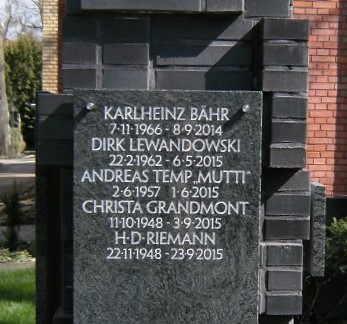 KARLHEINZ BÄHR
7·11·1966 - 8·9·2014
DIRK LEWANDOWSKI
22·2·1962 - 6·5·2015
ANDREAS TEMP „MUTTI“
2·6·1957 1·6·2015
CHRISTA GRANDMONT
11·10·1948 - 3·9·2015
H·D·RIEMANN
22·11·1948 - 23·9·2015